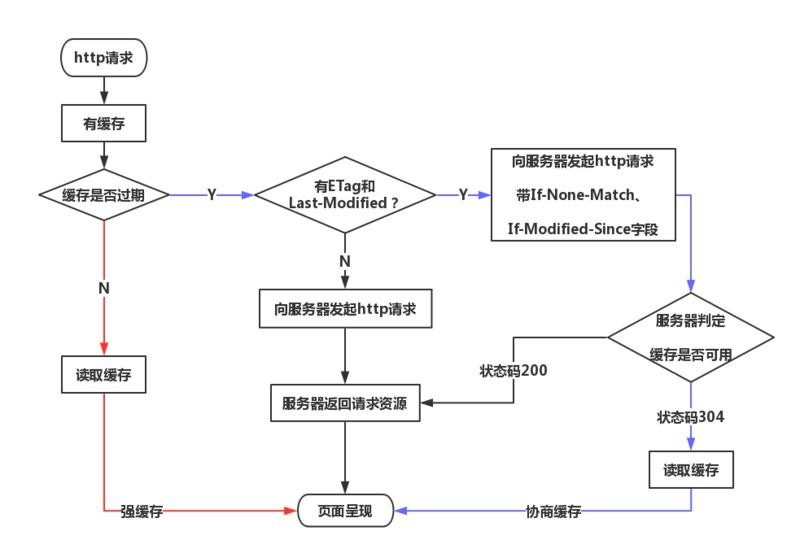 http请求
有缓存
缓存是否过期
Y
有ETag和
Last-Modified？
Y
向服务器发起http请求
带If-None-Match、
If-Modified-Since字段
N
N
向服务器发起http请求
服务器判定
缓存是否可用
状态码200
读取缓存
服务器返回请求资源
状态码304
读取缓存
强缓存
页面呈现
协商缓存